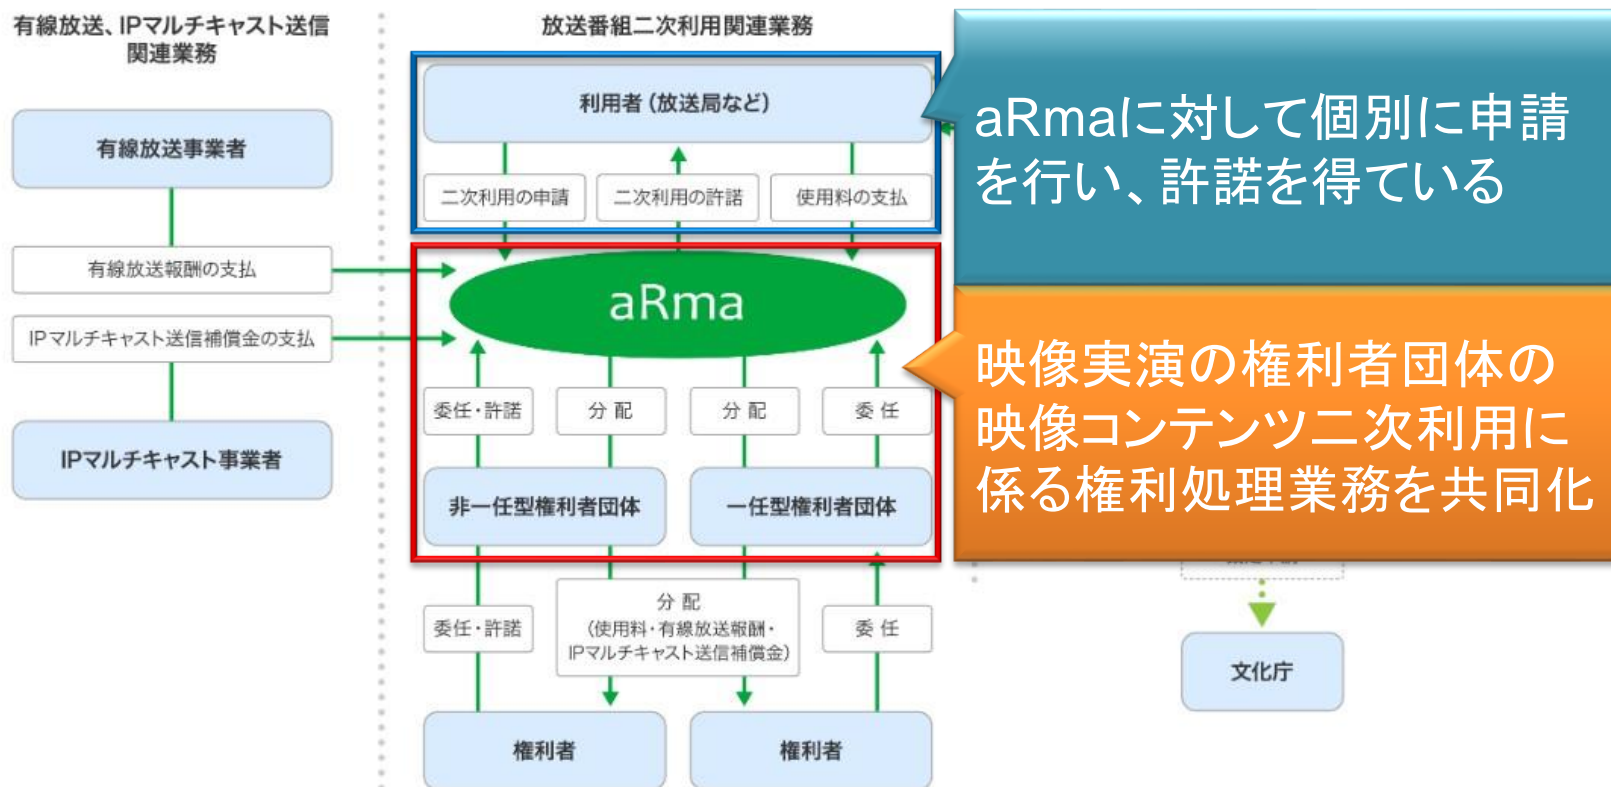 有線放送、IPマルチキャスト送信
関連業務
有線放送事業者
有線放送報酬の支払
IPマルチキャスト送信補償金の支払
IPマルチキャスト事業者
放送番組二次利用関連業務
利用者（放送局など）
二次利用の申請
二次利用の許諾
使用料の支払
aRma
委任・許諾
分配
分配
委任
非一任型権利者団体
一任型権利者団体
委任・許諾
分配
（使用料・有線放送報酬・
IPマルチキャスト送信補償金）
委任
権利者
権利者
aRmaに対して個別に申請
を行い、許諾を得ている
映像実演の権利者団体の
映像コンテンツ二次利用に
係る権利処理業務を共同化
文化庁